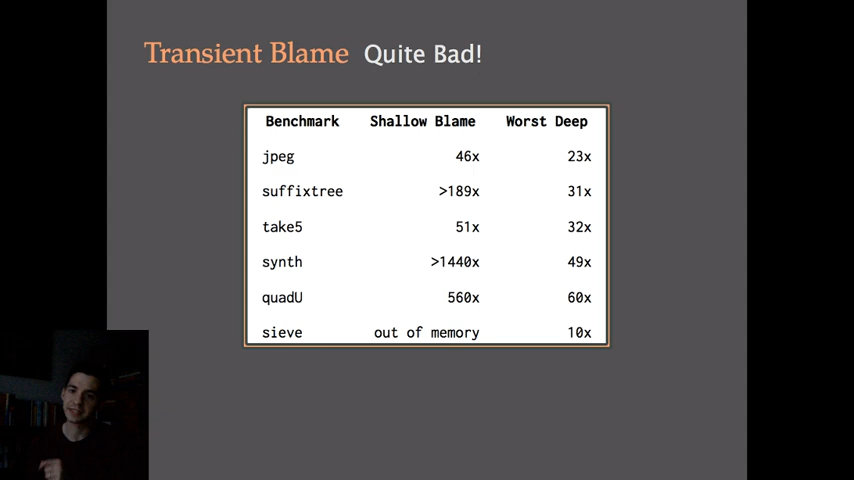 Transient Blame Quite Bad!
Benchmark Shallow Blame Worst Deep
jpeg 46x 23x
suffixtree >189x 31x
take5 51x 32x
synth >1440x 49x
quadU 560x 60x
sieve out of memory 10x